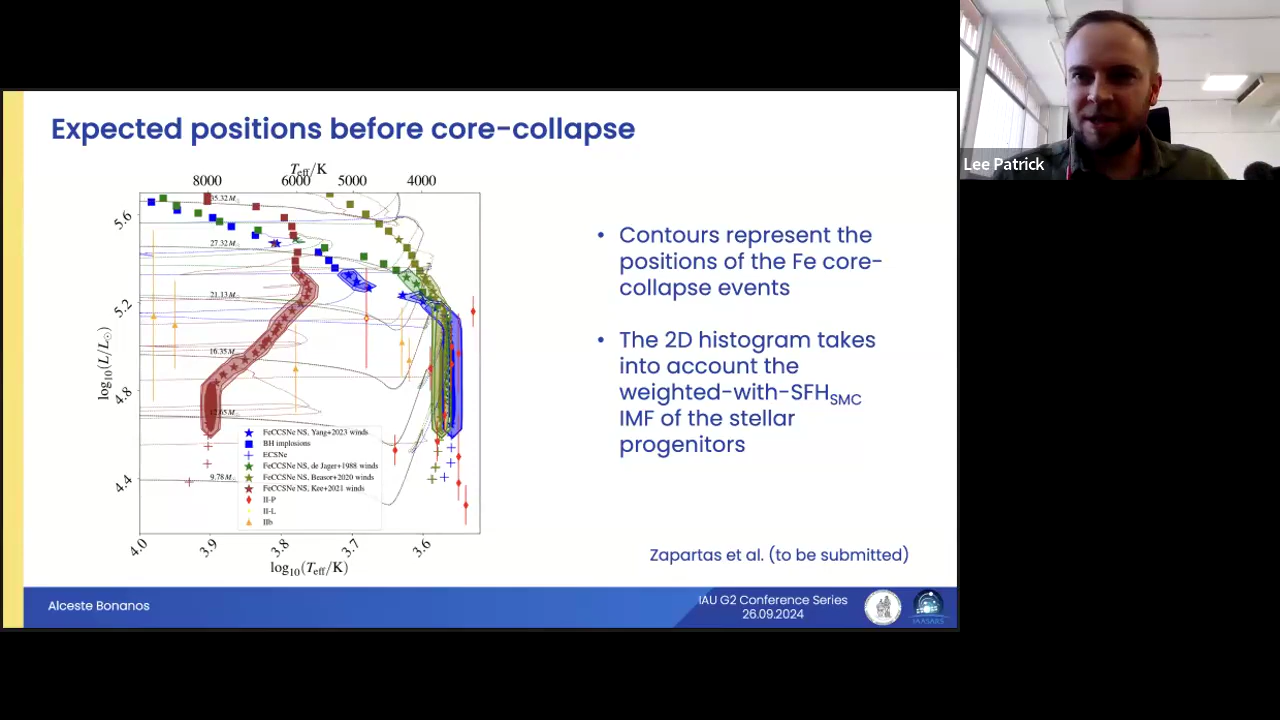 Expected positions before core-collapse
Teff/K
8000 6000 5000 4000
35.32 M
27.32 M
21.13 M
16.35 M
9.78 M
5.6
5.2
4.8
4.4
log10(L/L☉)
FeCCSNe NS, Yang+2023 winds
BH implosions
ECSNe
FeCCSNe NS, de Jager+1988 winds
FeCCSNe NS, Beasor+2020 winds
FeCCSNe NS, Kee+2021 winds
II-P
II-L
IIb
4.0 3.9 3.8 3.7 3.6
log10(Teff/K)
• Contours represent the
positions of the Fe core-
collapse events
• The 2D histogram takes
into account the
weighted-with-SFHSMC
IMF of the stellar
progenitors
Zapartas et al. (to be submitted)
Alceste Bonanos
IAU G2 Conference Series
26.09.2024
IAASARS
Lee Patrick